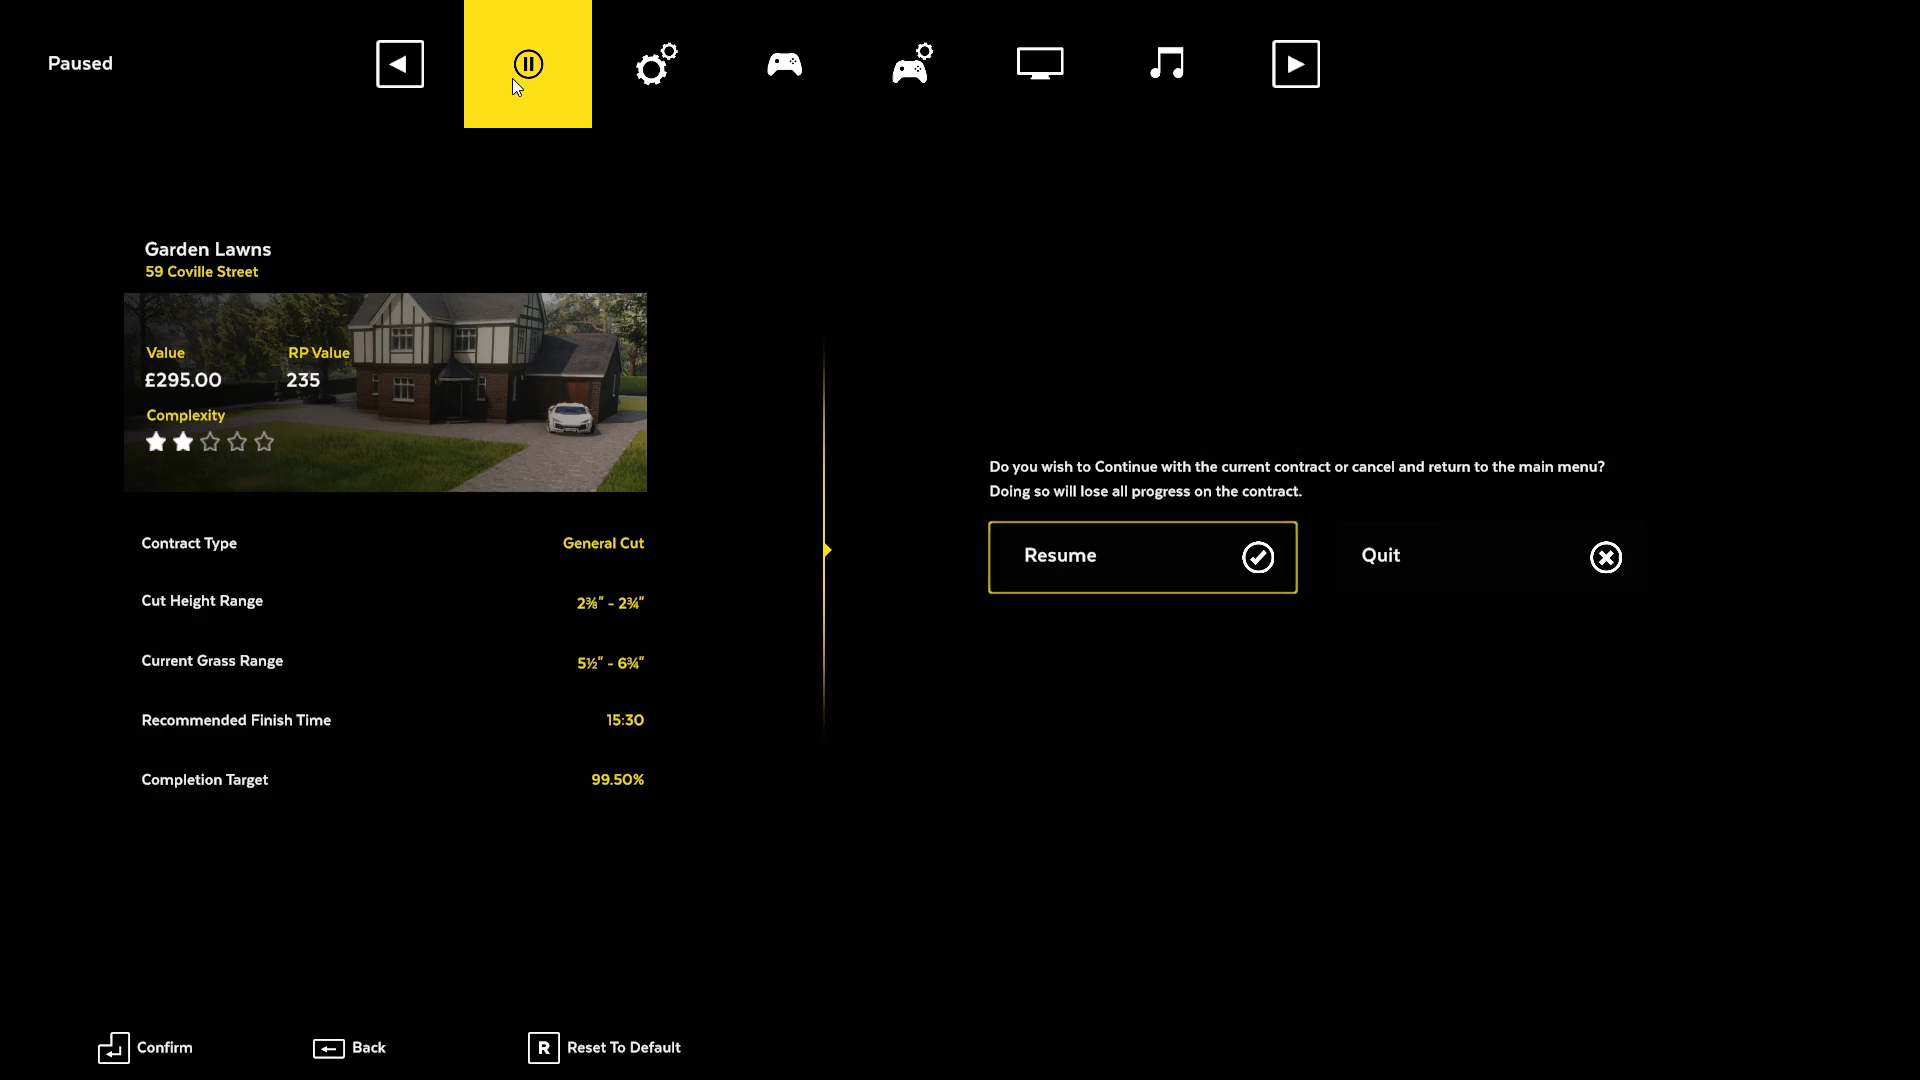 Paused
Garden Lawns
59 Coville Street
Value
RP Value
£295.00
235
Complexity
Do you wish to Continue with the current contract or cancel and return to the main menu?
Doing so will lose all progress on the contract.
Resume
Quit
Contract Type
General Cut
Cut Height Range
2⅜" - 2¾"
Current Grass Range
5½" - 6¾"
Recommended Finish Time
15:30
Completion Target
99.50%
Confirm
Back
R
Reset To Default